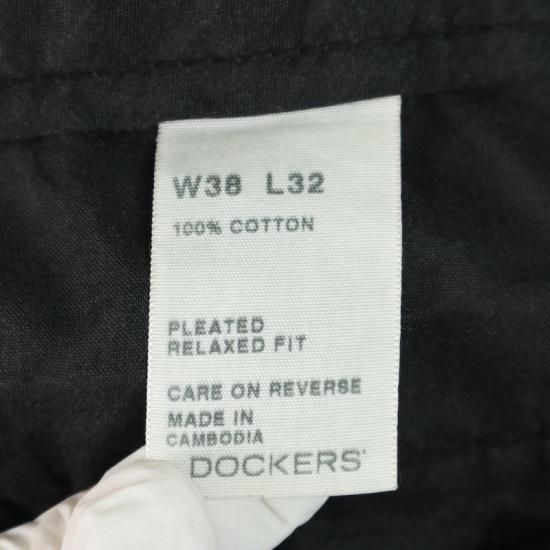 W38 L32
100% COTTON
PLEATED
RELAXED FIT
CARE ON REVERSE
MADE IN
CAMBODIA
DOCKERS®